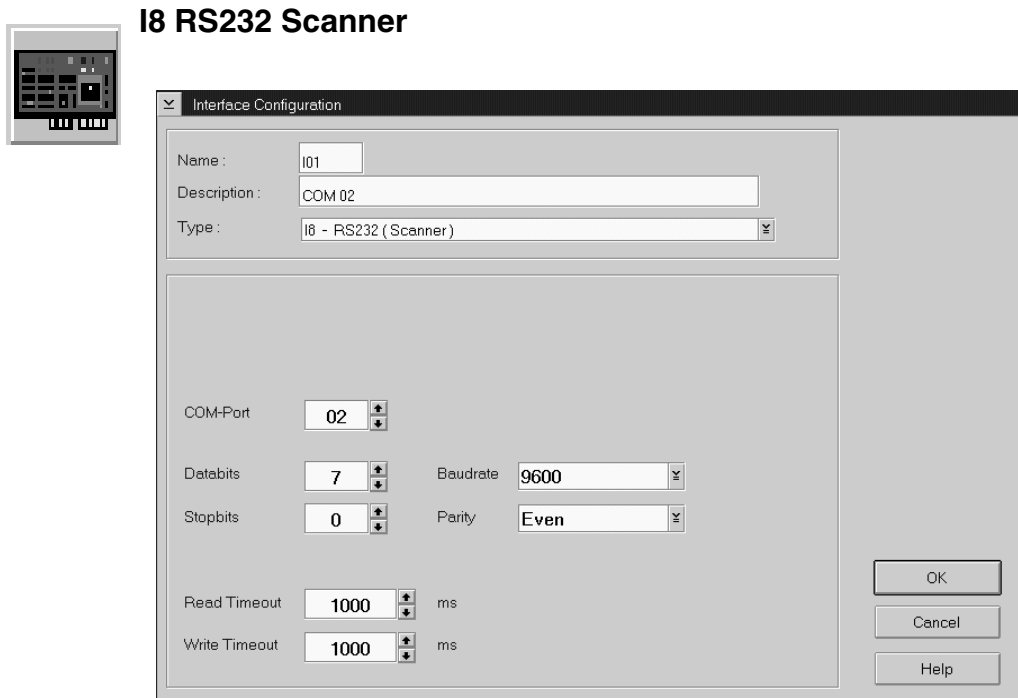 I8 RS232 Scanner
Interface Configuration
Name : I01
Description : COM 02
Type : I8 - RS232 ( Scanner )
COM-Port 02
Databits 7 Baudrate 9600
Stopbits 0 Parity Even
Read Timeout 1000 ms
Write Timeout 1000 ms
OK
Cancel
Help